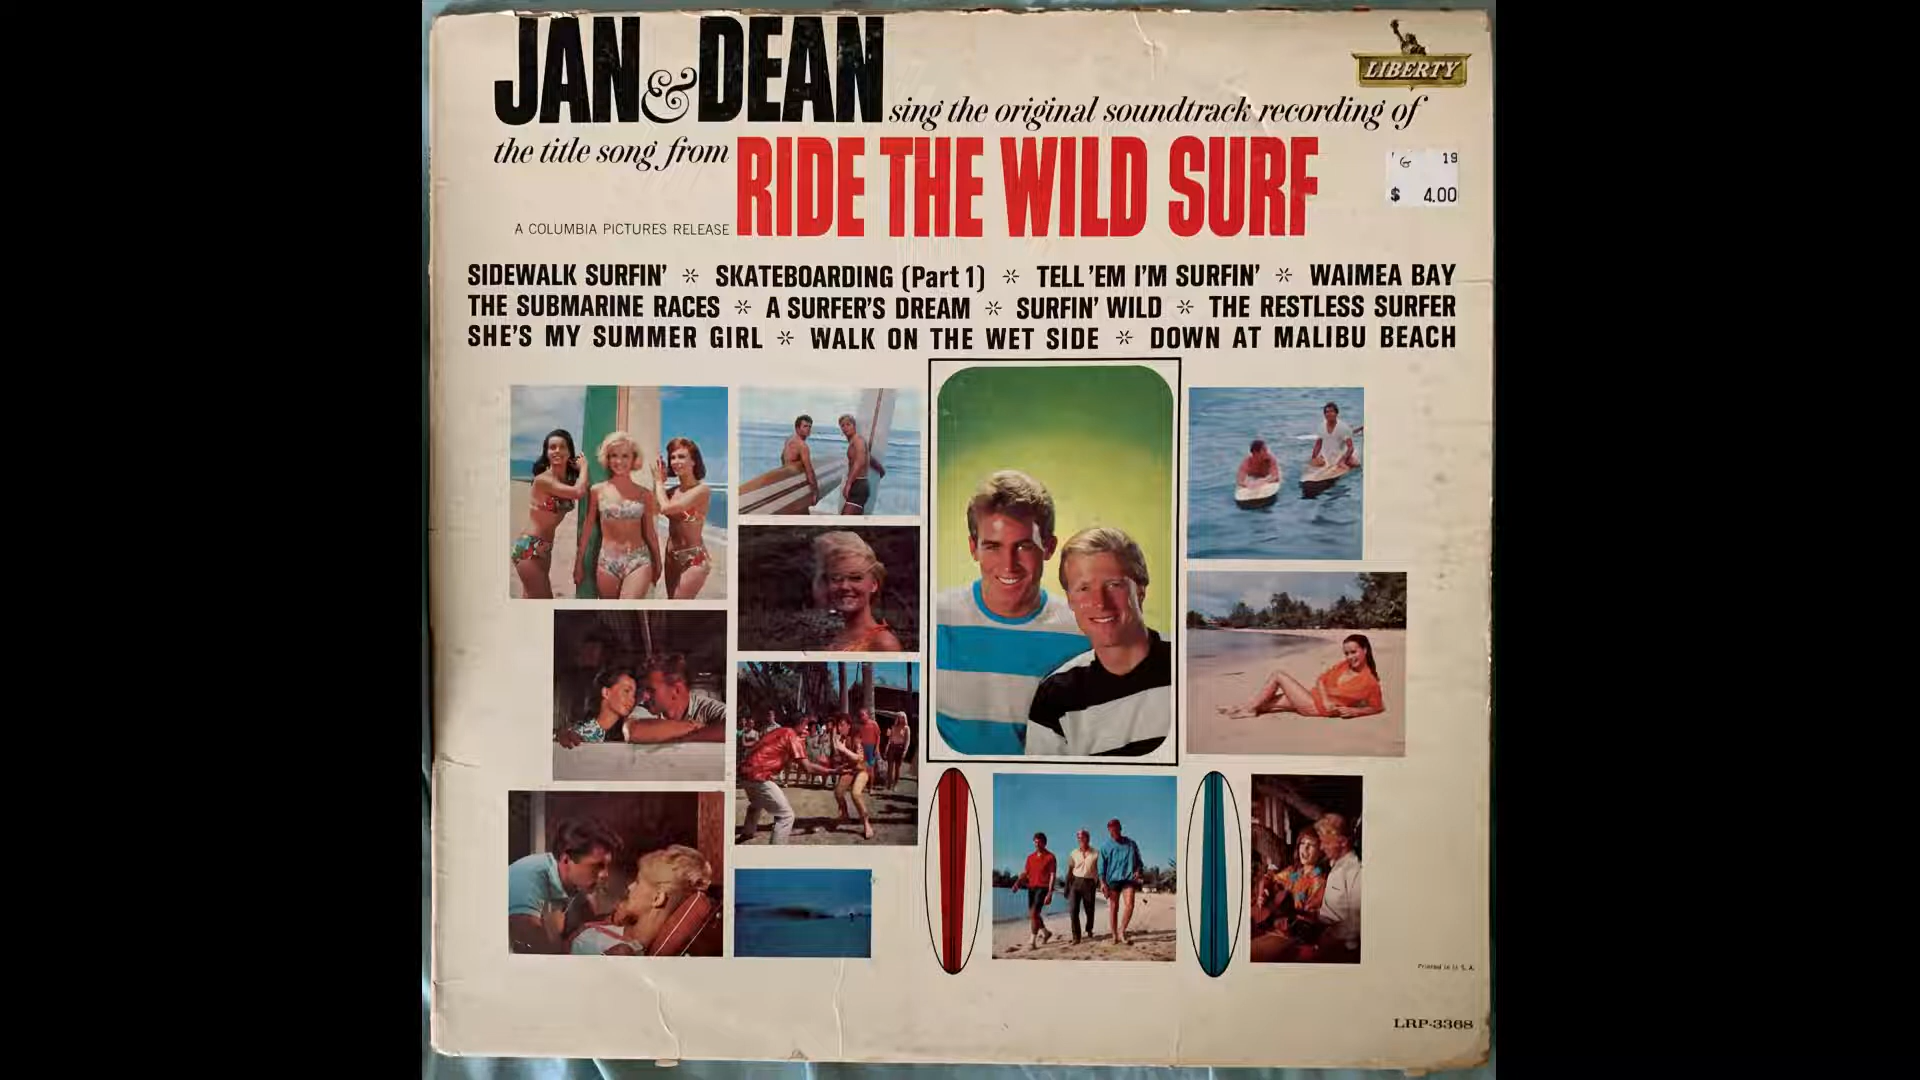 JAN & DEAN sing the original soundtrack recording of
LIBERTY
the title song from RIDE THE WILD SURF
G 19
$ 4.00
A COLUMBIA PICTURES RELEASE
SIDEWALK SURFIN' * SKATEBOARDING (Part 1) * TELL 'EM I'M SURFIN' * WAIMEA BAY
THE SUBMARINE RACES * A SURFER'S DREAM * SURFIN' WILD * THE RESTLESS SURFER
SHE'S MY SUMMER GIRL * WALK ON THE WET SIDE * DOWN AT MALIBU BEACH
Printed in U. S. A.
LRP-3368